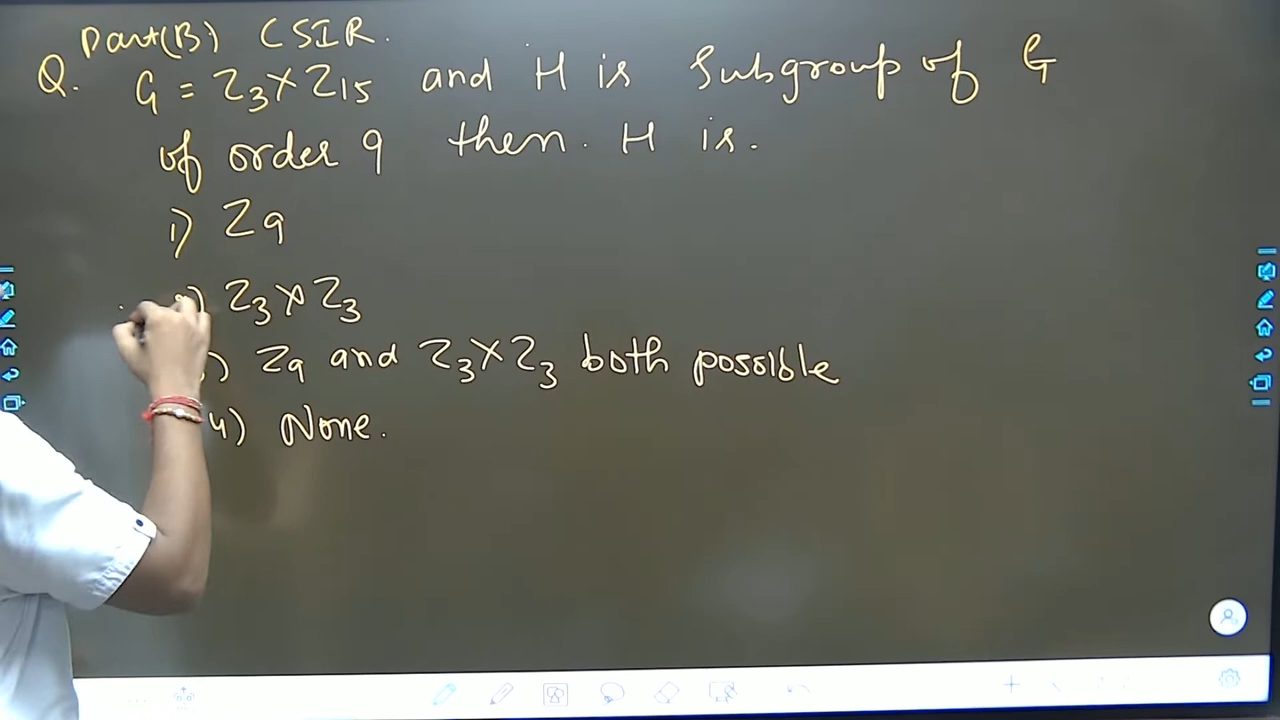 Part(B) CSIR.
Q. G = Z3 × Z15 and H is Subgroup of G
of order 9 then. H is.
1) Z9
) Z3 × Z3
) Z9 and Z3 × Z3 both possible
4) None.